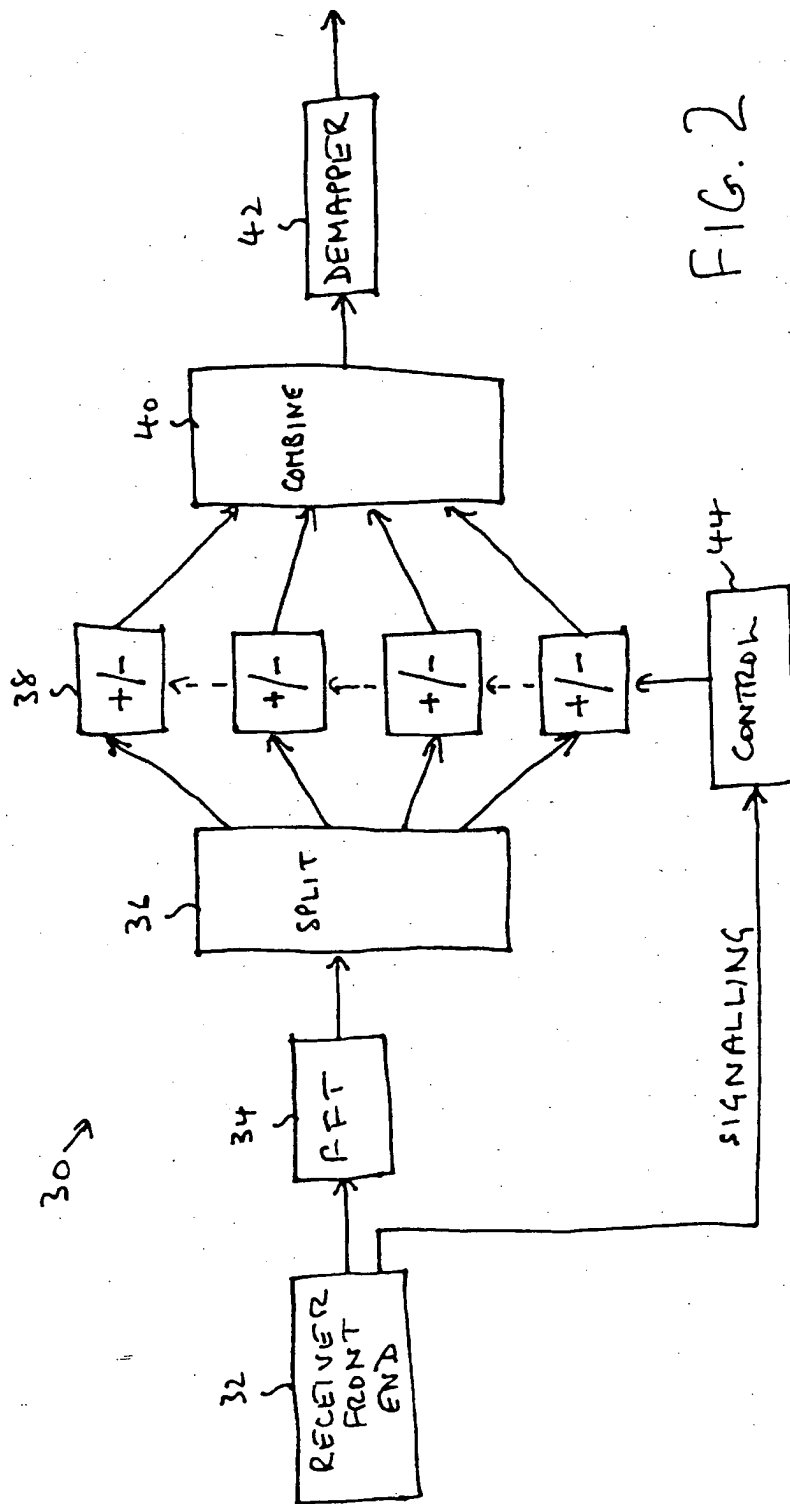 30
32
RECEIVER
FRONT
END
34
FFT
36
SPLIT
38
+/-
+/-
+/-
+/-
40
COMBINE
42
DEMAPPER
SIGNALLING
44
CONTROL
FIG. 2